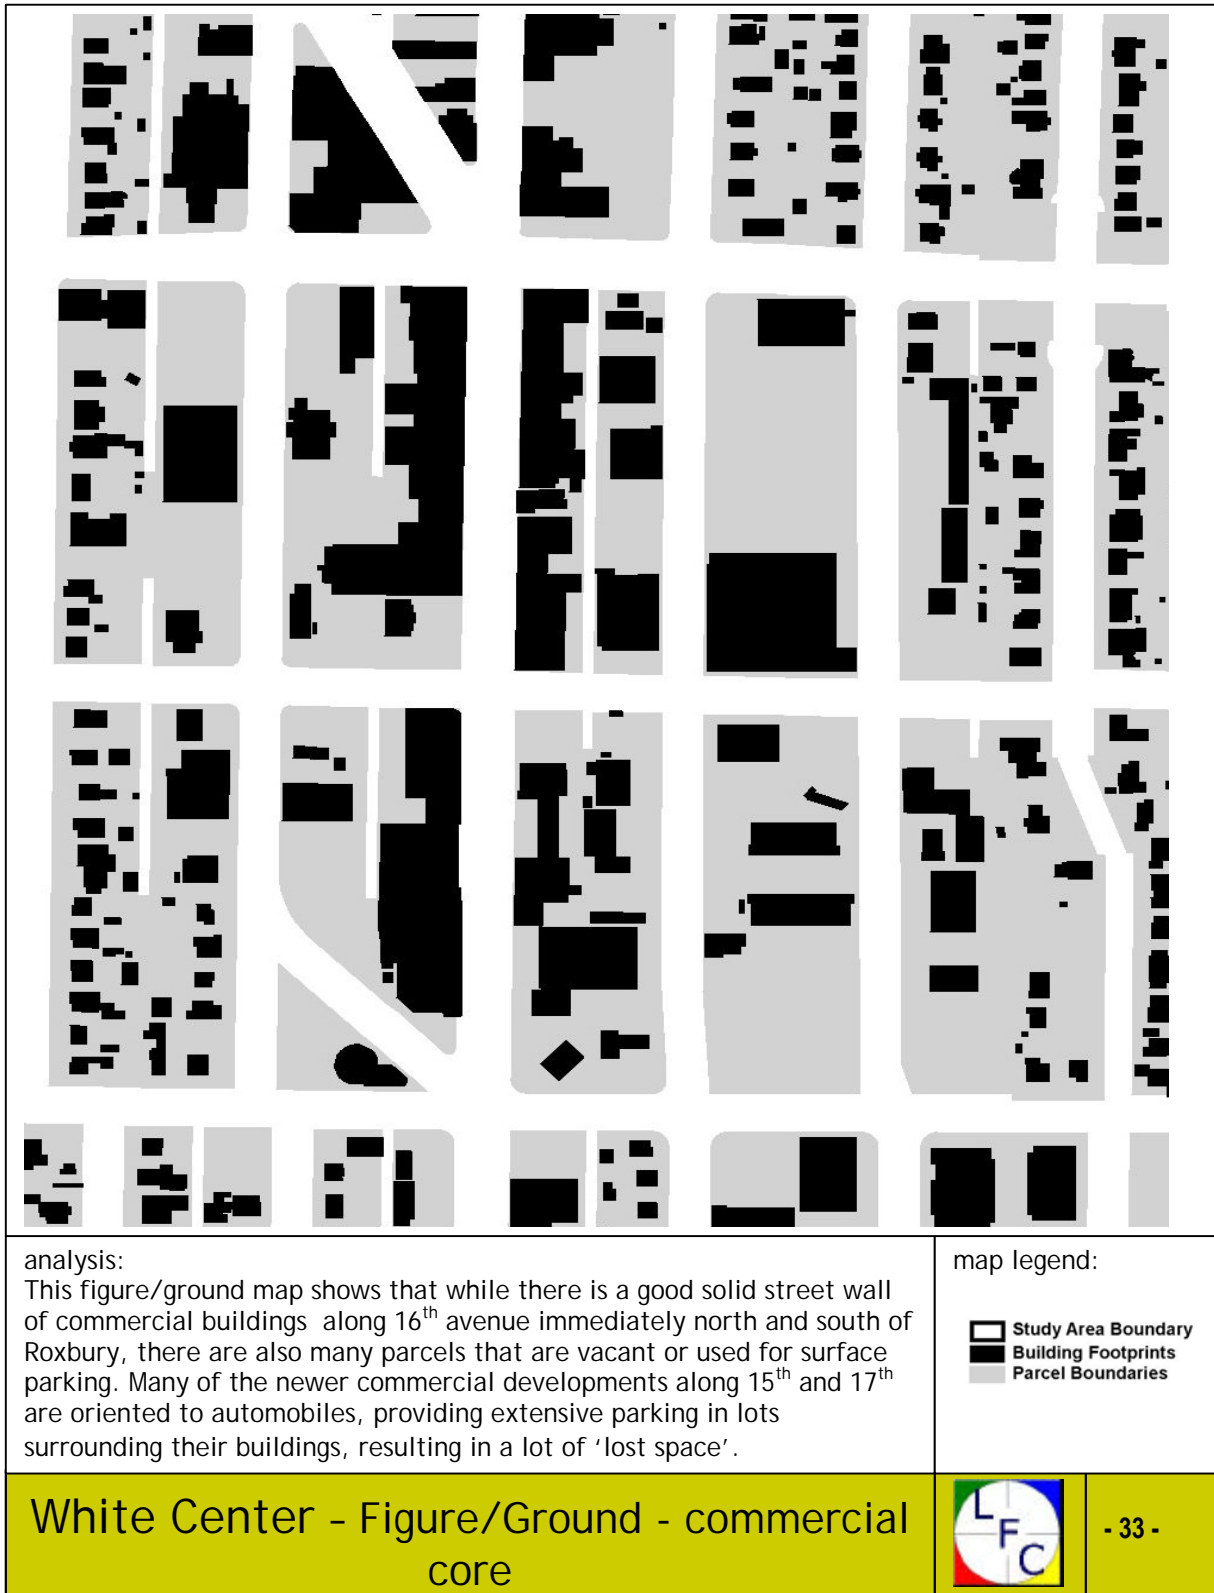 analysis:
This figure/ground map shows that while there is a good solid street wall
of commercial buildings along 16th avenue immediately north and south of
Roxbury, there are also many parcels that are vacant or used for surface
parking. Many of the newer commercial developments along 15th and 17th
are oriented to automobiles, providing extensive parking in lots
surrounding their buildings, resulting in a lot of ‘lost space’.
map legend:
Study Area Boundary
Building Footprints
Parcel Boundaries
White Center – Figure/Ground - commercial
core
L
F
C
- 33 -